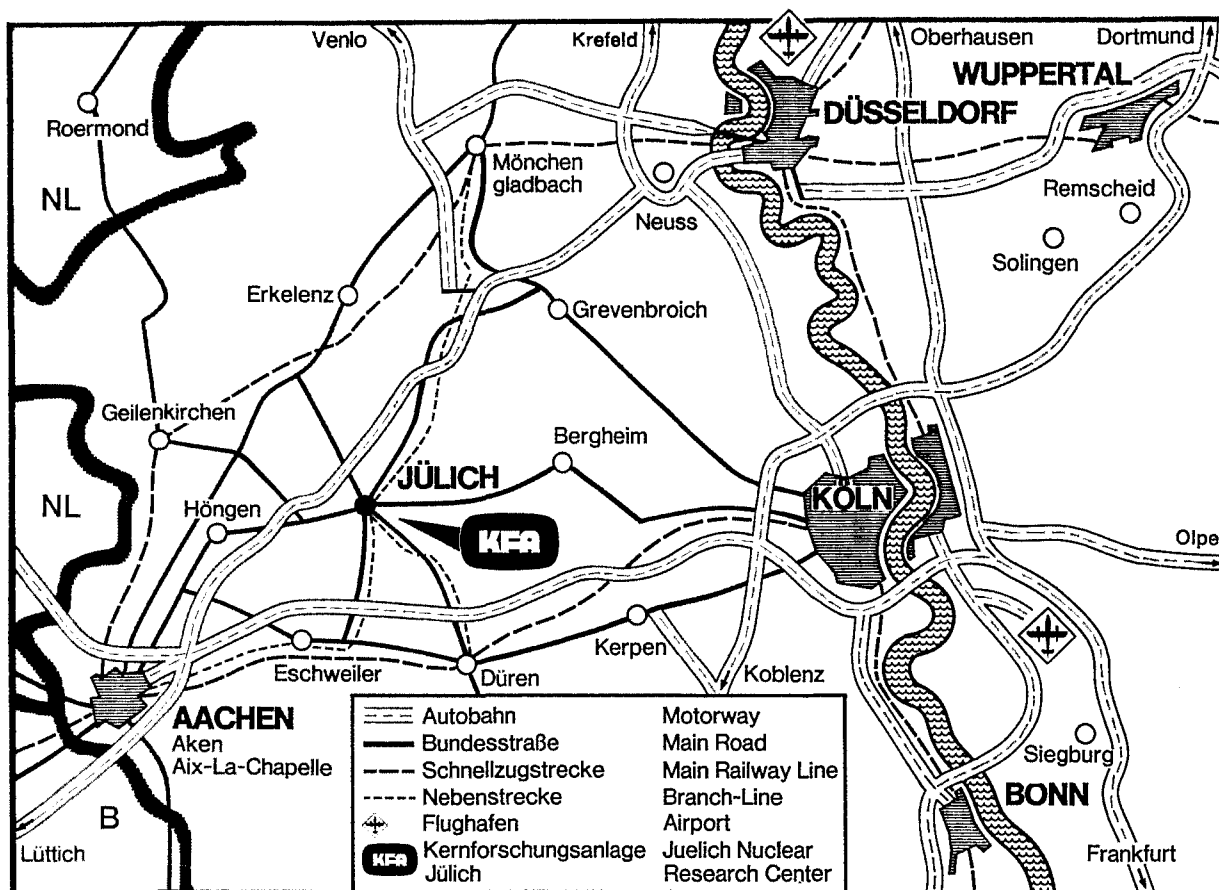 Venlo
Krefeld
Oberhausen
Dortmund
WUPPERTAL
DÜSSELDORF
Roermond
Mönchen
gladbach
NL
Neuss
Remscheid
Solingen
Erkelenz
Grevenbroich
Geilenkirchen
Bergheim
JÜLICH
NL
Höngen
KÖLN
KFA
Olpe
Eschweiler
Düren
Kerpen
Koblenz
AACHEN
Aken
Aix-La-Chapelle
Siegburg
BONN
B
Lüttich
Frankfurt
Autobahn Motorway
Bundesstraße Main Road
Schnellzugstrecke Main Railway Line
Nebenstrecke Branch-Line
Flughafen Airport
KFA Kernforschungsanlage Juelich Nuclear
Jülich Research Center